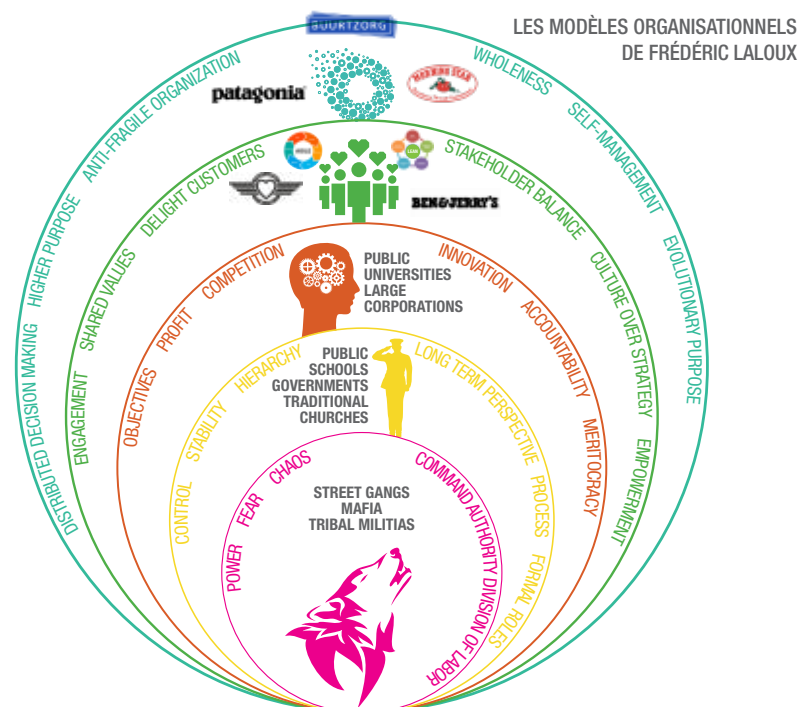 LES MODÈLES ORGANISATIONNELS
DE FRÉDÉRIC LALOUX
BUURTZORG
patagonia
MORNING STAR
DISTRIBUTED DECISION MAKING HIGHER PURPOSE ANTI-FRAGILE ORGANIZATION
WHOLENESS SELF-MANAGEMENT EVOLUTIONARY PURPOSE
ENGAGEMENT SHARED VALUES DELIGHT CUSTOMERS
STAKEHOLDER BALANCE CULTURE OVER STRATEGY EMPOWERMENT
LEAN
BEN&JERRY'S
OBJECTIVES PROFIT COMPETITION
INNOVATION ACCOUNTABILITY MERITOCRACY
PUBLIC
UNIVERSITIES
LARGE
CORPORATIONS
CONTROL STABILITY HIERARCHY
LONG TERM PERSPECTIVE PROCESS FORMAL ROLES
PUBLIC
SCHOOLS
GOVERNMENTS
TRADITIONAL
CHURCHES
POWER FEAR CHAOS
COMMAND AUTHORITY DIVISION OF LABOR
STREET GANGS
MAFIA
TRIBAL MILITIAS